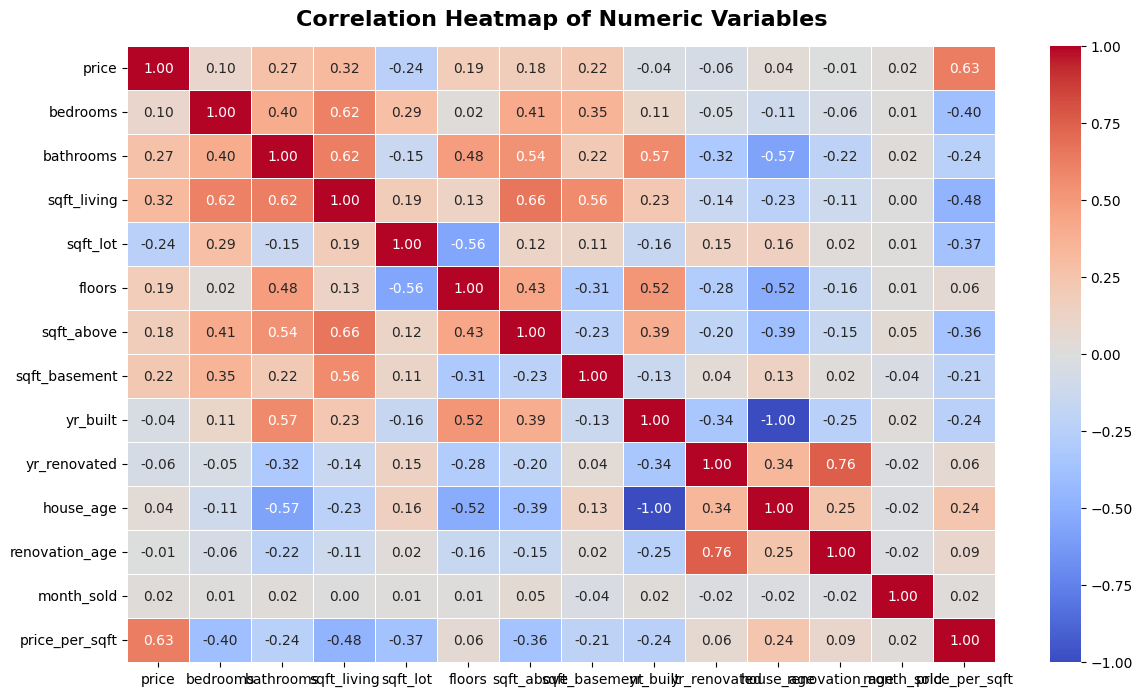 Correlation Heatmap of Numeric Variables
price 1.00 0.10 0.27 0.32 -0.24 0.19 0.18 0.22 -0.04 -0.06 0.04 -0.01 0.02 0.63
bedrooms 0.10 1.00 0.40 0.62 0.29 0.02 0.41 0.35 0.11 -0.05 -0.11 -0.06 0.01 -0.40
bathrooms 0.27 0.40 1.00 0.62 -0.15 0.48 0.54 0.22 0.57 -0.32 -0.57 -0.22 0.02 -0.24
sqft_living 0.32 0.62 0.62 1.00 0.19 0.13 0.66 0.56 0.23 -0.14 -0.23 -0.11 0.00 -0.48
sqft_lot -0.24 0.29 -0.15 0.19 1.00 -0.56 0.12 0.11 -0.16 0.15 0.16 0.02 0.01 -0.37
floors 0.19 0.02 0.48 0.13 -0.56 1.00 0.43 -0.31 0.52 -0.28 -0.52 -0.16 0.01 0.06
sqft_above 0.18 0.41 0.54 0.66 0.12 0.43 1.00 -0.23 0.39 -0.20 -0.39 -0.15 0.05 -0.36
sqft_basement 0.22 0.35 0.22 0.56 0.11 -0.31 -0.23 1.00 -0.13 0.04 0.13 0.02 -0.04 -0.21
yr_built -0.04 0.11 0.57 0.23 -0.16 0.52 0.39 -0.13 1.00 -0.34 -1.00 -0.25 0.02 -0.24
yr_renovated -0.06 -0.05 -0.32 -0.14 0.15 -0.28 -0.20 0.04 -0.34 1.00 0.34 0.76 -0.02 0.06
house_age 0.04 -0.11 -0.57 -0.23 0.16 -0.52 -0.39 0.13 -1.00 0.34 1.00 0.25 -0.02 0.24
renovation_age -0.01 -0.06 -0.22 -0.11 0.02 -0.16 -0.15 0.02 -0.25 0.76 0.25 1.00 -0.02 0.09
month_sold 0.02 0.01 0.02 0.00 0.01 0.01 0.05 -0.04 0.02 -0.02 -0.02 -0.02 1.00 0.02
price_per_sqft 0.63 -0.40 -0.24 -0.48 -0.37 0.06 -0.36 -0.21 -0.24 0.06 0.24 0.09 0.02 1.00
price bedrooms bathrooms sqft_living sqft_lot floors sqft_above sqft_basement yr_built yr_renovated house_age renovation_age month_sold price_per_sqft
1.00
0.75
0.50
0.25
0.00
−0.25
−0.50
−0.75
−1.00